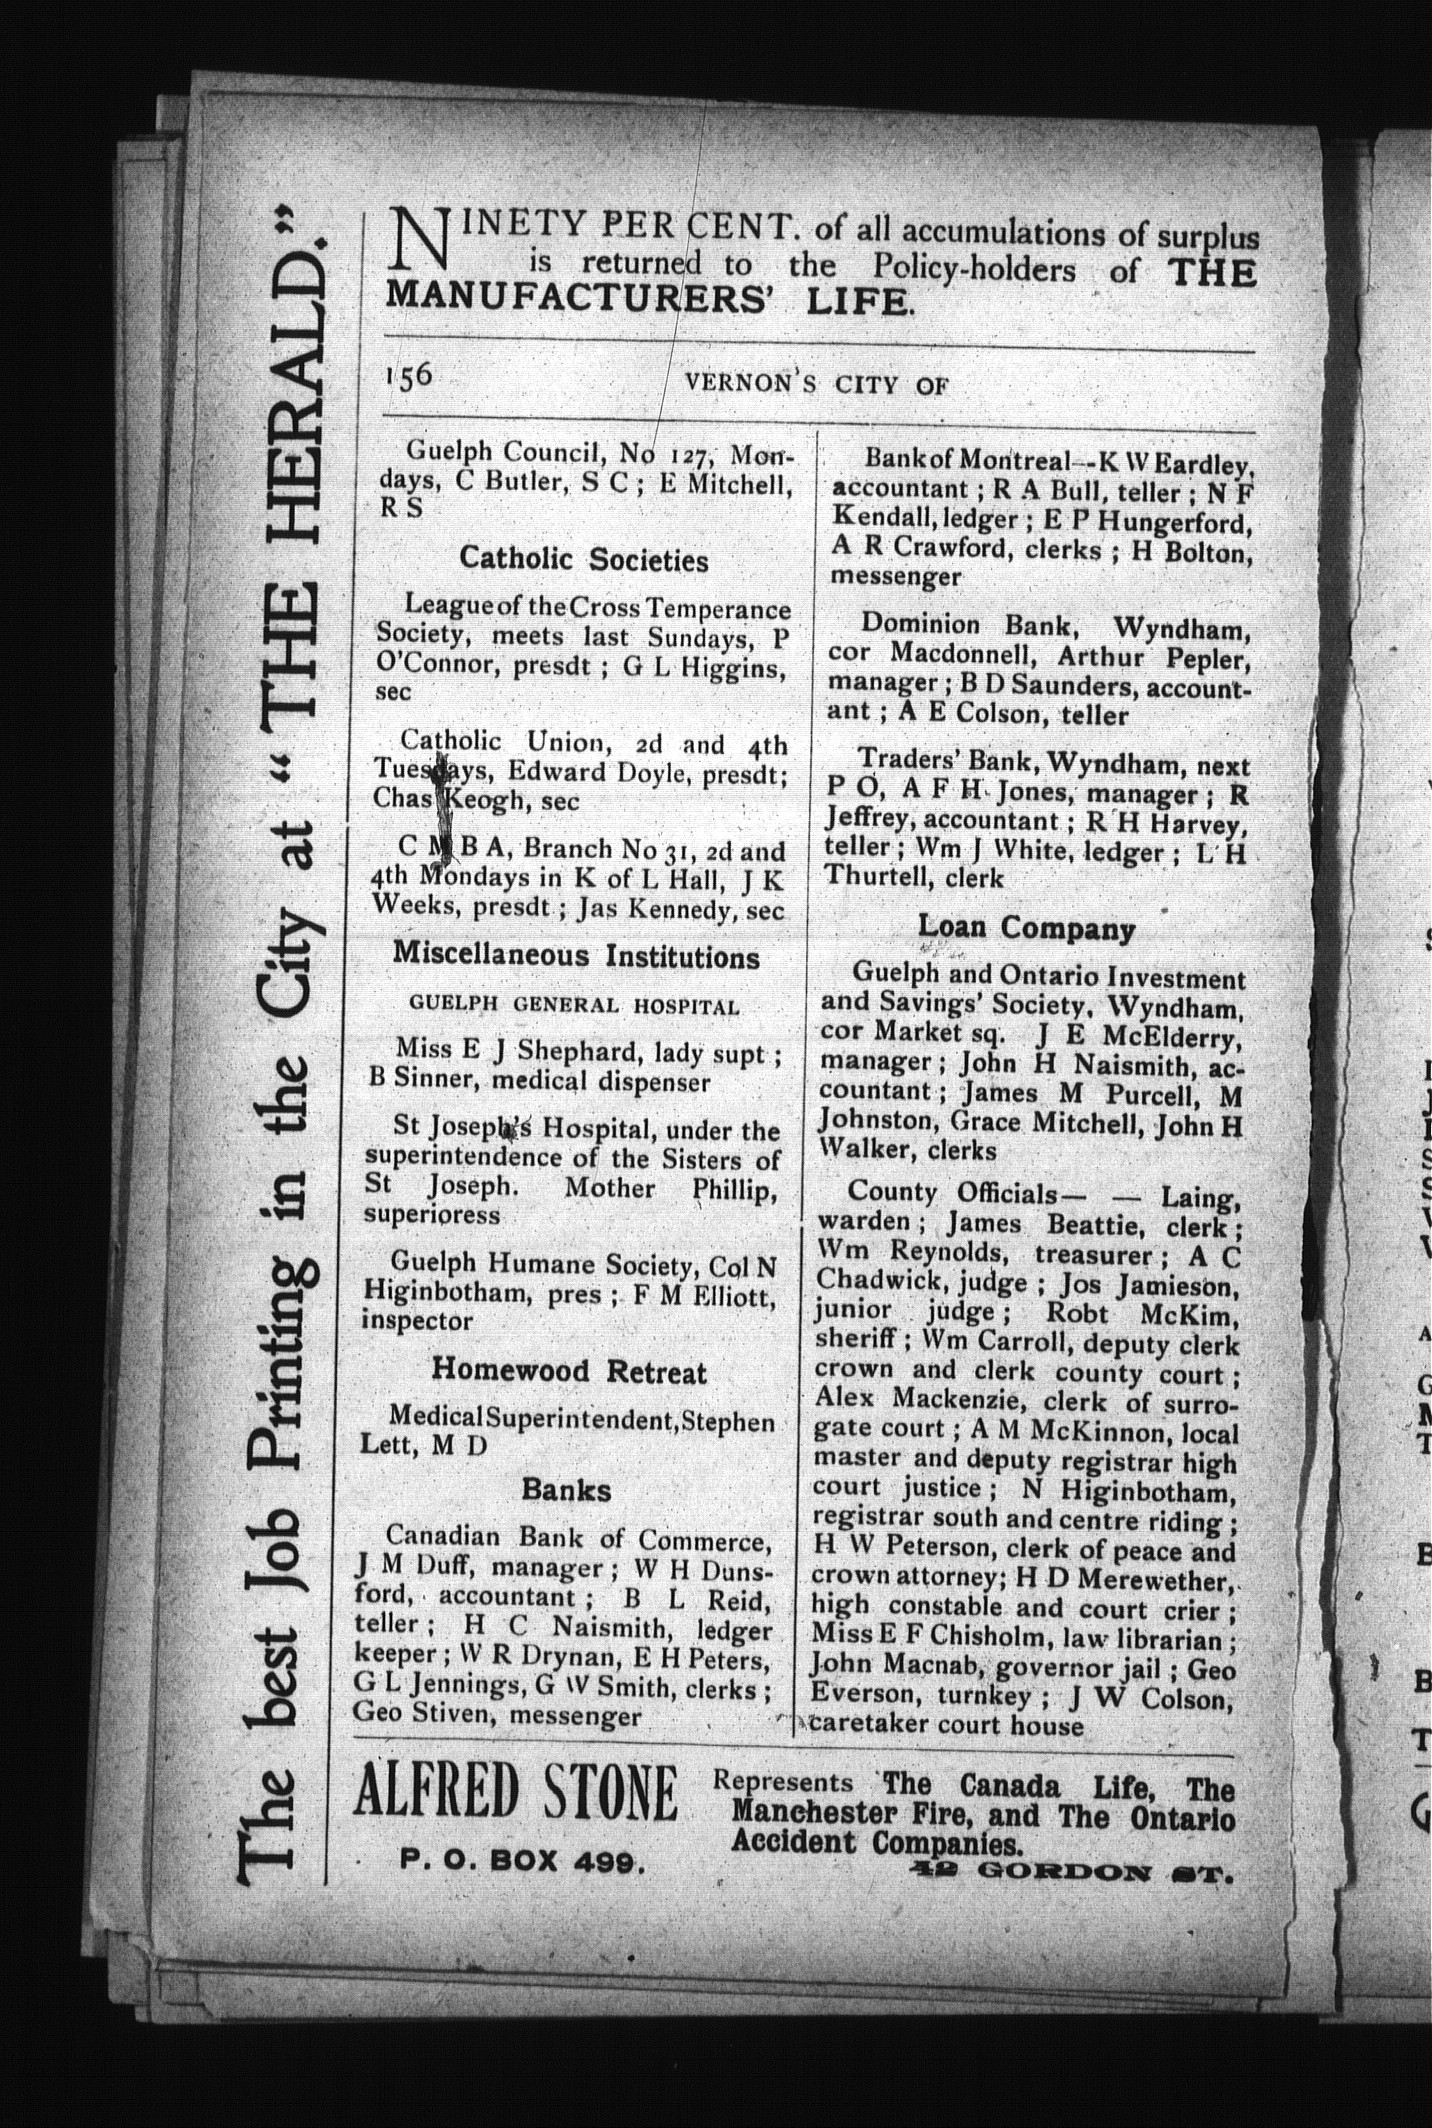 The best Job Printing in the City at “THE HERALD.”
NINETY PER CENT. of all accumulations of surplus
is returned to the Policy-holders of THE
MANUFACTURERS' LIFE.
156 VERNON'S CITY OF
Guelph Council, No 127, Mon-
days, C Butler, S C ; E Mitchell,
R S
Catholic Societies
League of the Cross Temperance
Society, meets last Sundays, P
O'Connor, presdt ; G L Higgins,
sec
Catholic Union, 2d and 4th
Tuesdays, Edward Doyle, presdt;
Chas Keogh, sec
C M B A, Branch No 31, 2d and
4th Mondays in K of L Hall, J K
Weeks, presdt ; Jas Kennedy, sec
Miscellaneous Institutions
GUELPH GENERAL HOSPITAL
Miss E J Shephard, lady supt ;
B Sinner, medical dispenser
St Joseph's Hospital, under the
superintendence of the Sisters of
St Joseph. Mother Phillip,
superioress
Guelph Humane Society, Col N
Higinbotham, pres ; F M Elliott,
inspector
Homewood Retreat
Medical Superintendent, Stephen
Lett, M D
Banks
Canadian Bank of Commerce,
J M Duff, manager ; W H Duns-
ford, accountant ; B L Reid,
teller ; H C Naismith, ledger
keeper ; W R Drynan, E H Peters,
G L Jennings, G W Smith, clerks ;
Geo Stiven, messenger
Bank of Montreal--K W Eardley,
accountant ; R A Bull, teller ; N F
Kendall, ledger ; E P Hungerford,
A R Crawford, clerks ; H Bolton,
messenger
Dominion Bank, Wyndham,
cor Macdonnell, Arthur Pepler,
manager ; B D Saunders, account-
ant ; A E Colson, teller
Traders' Bank, Wyndham, next
P O, A F H Jones, manager ; R
Jeffrey, accountant ; R H Harvey,
teller ; Wm J White, ledger ; L H
Thurtell, clerk
Loan Company
Guelph and Ontario Investment
and Savings' Society, Wyndham,
cor Market sq. J E McElderry,
manager ; John H Naismith, ac-
countant ; James M Purcell, M
Johnston, Grace Mitchell, John H
Walker, clerks
County Officials— — Laing,
warden ; James Beattie, clerk ;
Wm Reynolds, treasurer ; A C
Chadwick, judge ; Jos Jamieson,
junior judge ; Robt McKim,
sheriff ; Wm Carroll, deputy clerk
crown and clerk county court ;
Alex Mackenzie, clerk of surro-
gate court ; A M McKinnon, local
master and deputy registrar high
court justice ; N Higinbotham,
registrar south and centre riding ;
H W Peterson, clerk of peace and
crown attorney; H D Merewether,
high constable and court crier ;
Miss E F Chisholm, law librarian ;
John Macnab, governor jail ; Geo
Everson, turnkey ; J W Colson,
caretaker court house
ALFRED STONE
P. O. BOX 499.
Represents The Canada Life, The
Manchester Fire, and The Ontario
Accident Companies.
42 GORDON ST.